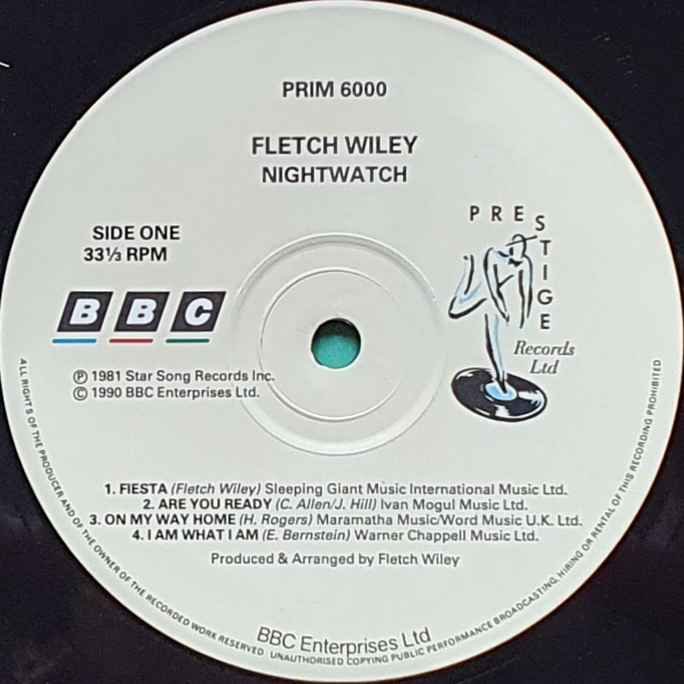 PRIM 6000
FLETCH WILEY
NIGHTWATCH
SIDE ONE
33⅓ RPM
BBC
PRESTIGE
Records
Ltd
℗ 1981 Star Song Records Inc.
© 1990 BBC Enterprises Ltd.
1. FIESTA (Fletch Wiley) Sleeping Giant Music International Music Ltd.
2. ARE YOU READY (C. Allen/J. Hill) Ivan Mogul Music Ltd.
3. ON MY WAY HOME (H. Rogers) Maramatha Music/Word Music U.K. Ltd.
4. I AM WHAT I AM (E. Bernstein) Warner Chappell Music Ltd.
Produced & Arranged by Fletch Wiley
BBC Enterprises Ltd
ALL RIGHTS OF THE PRODUCER AND OF THE OWNER OF THE RECORDED WORK RESERVED UNAUTHORISED COPYING PUBLIC PERFORMANCE BROADCASTING, HIRING OR RENTAL OF THIS RECORDING PROHIBITED